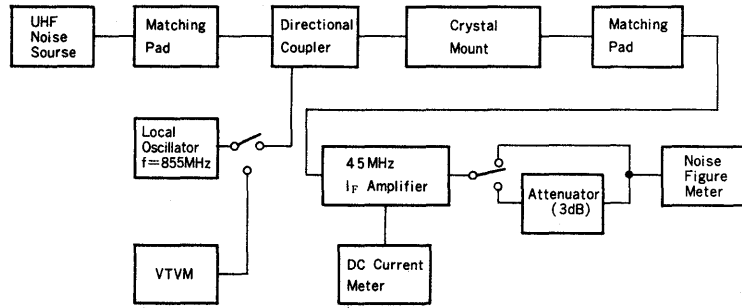 UHF
Noise
Sourse
Matching
Pad
Directional
Coupler
Crystal
Mount
Matching
Pad
Local
Oscillator
f=855MHz
45MHz
IF Amplifier
Attenuator
(3dB)
Noise
Figure
Meter
VTVM
DC Current
Meter